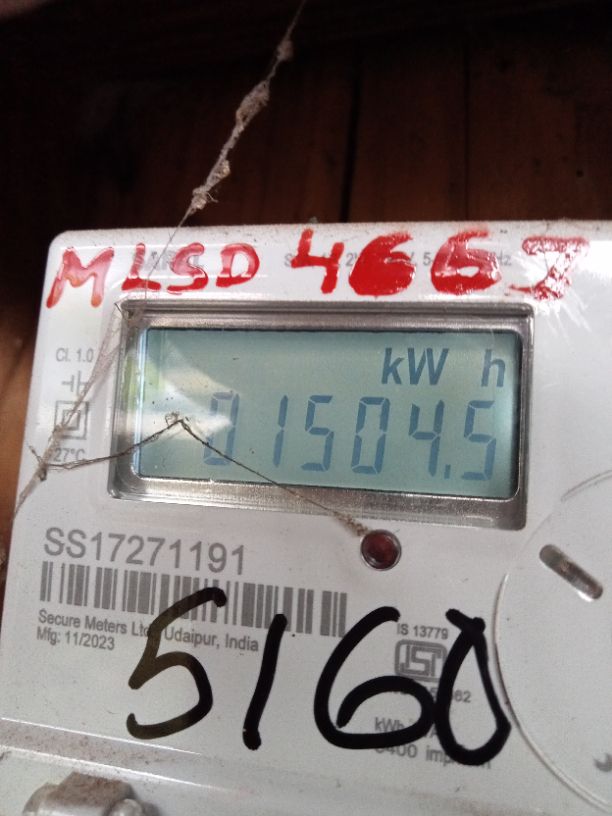 MLSD 466J
Cl. 1.0
kW h
01504.5
27°C
SS17271191
Secure Meters Ltd., Udaipur, India
Mfg: 11/2023
IS 13779
5160